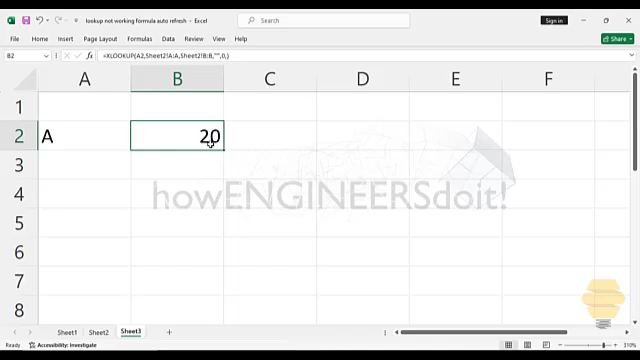 lookup not working formula auto refresh - Excel
Search
Sign in
File Home Insert Page Layout Formulas Data Review View Help
Share
B2
fx
=XLOOKUP(A2,Sheet2!A:A,Sheet2!B:B,"",0,)
A B C D E F
1
2 A 20
3
howENGINEERSdoit!
4
5
6
7
8
Sheet1 Sheet2 Sheet3 +
Ready Accessibility: Investigate 310%